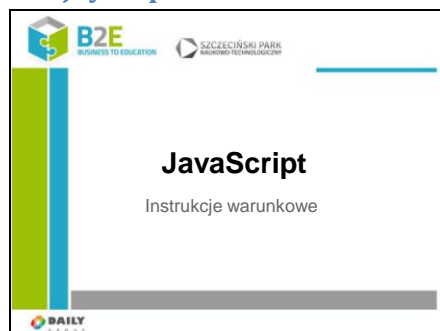 B2E
BUSINESS TO EDUCATION
SZCZECIŃSKI PARK
NAUKOWO-TECHNOLOGICZNY
JavaScript
Instrukcje warunkowe
DAILY